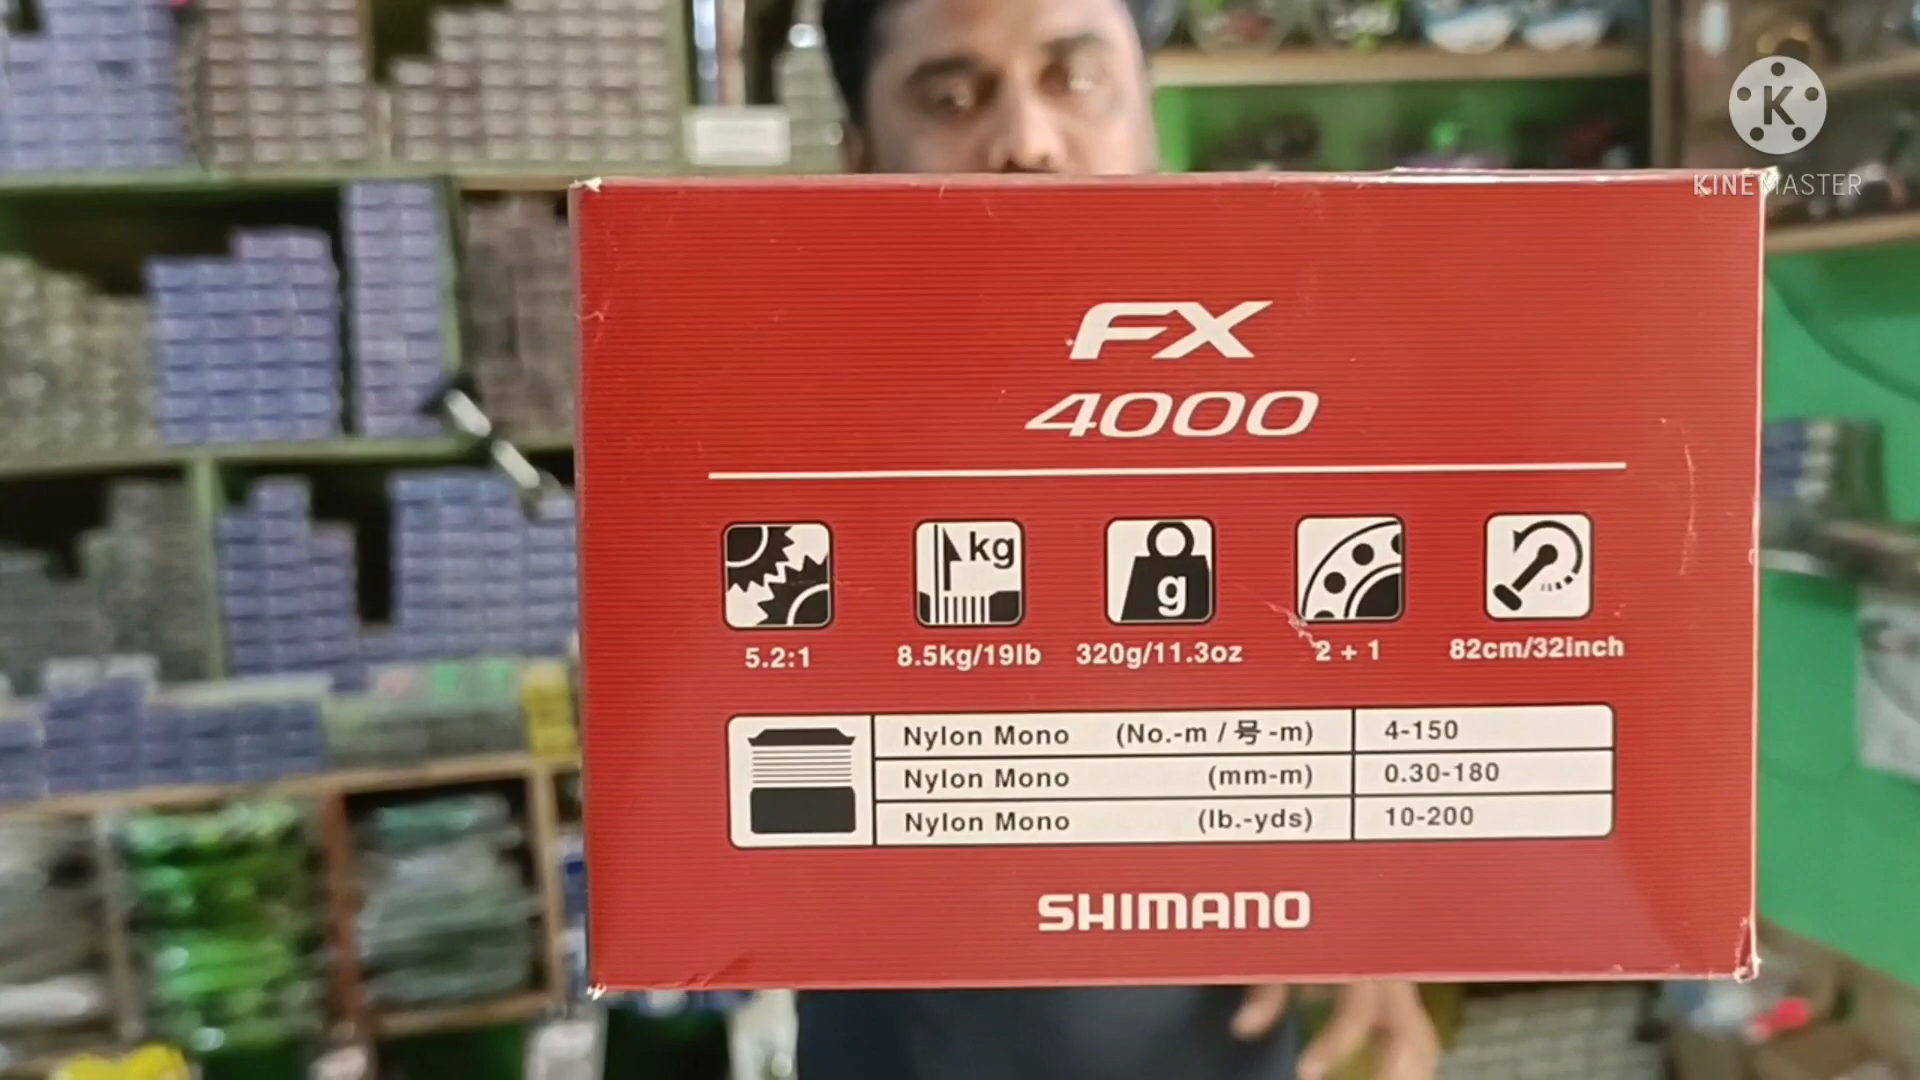 KINEMASTER
FX
4000
kg
g
5.2:1 8.5kg/19lb 320g/11.3oz 2 + 1 82cm/32inch
Nylon Mono (No.-m / 号 -m) 4-150
Nylon Mono (mm-m) 0.30-180
Nylon Mono (lb.-yds) 10-200
SHIMANO